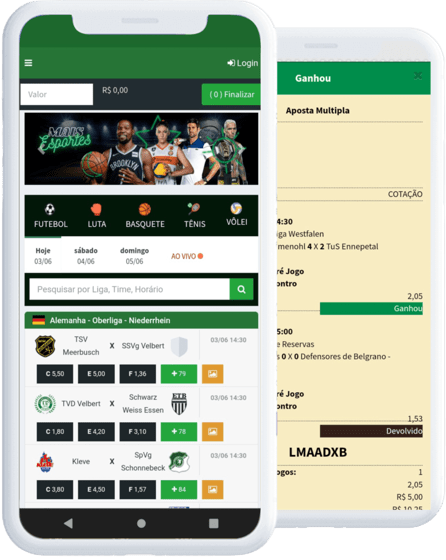 Login
Valor
R$ 0,00
( 0 ) Finalizar
MAIS
Esportes
BROOKLYN
FUTEBOL
LUTA
BASQUETE
TÊNIS
VÔLEI
Hoje
03/06
sábado
04/06
domingo
05/06
AO VIVO
Pesquisar por Liga, Time, Horário
Alemanha - Oberliga - Niederrhein
TSV
Meerbusch
X
SSVg Velbert
03/06 14:30
C 5,50
E 5,00
F 1,36
+ 79
TVD Velbert
X
Schwarz
Weiss Essen
03/06 14:30
C 1,80
E 4,20
F 3,10
+ 78
Kleve
X
SpVg
Schonnebeck
03/06 14:30
C 3,80
E 4,50
F 1,57
+ 84
Ganhou
×
Aposta Multipla
COTAÇÃO
4:30
iga Westfalen
rmenohl 4 X 2 TuS Ennepetal
ré Jogo
ontro
2,05
Ganhou
5:00
e Reservas
s 0 X 0 Defensores de Belgrano -
ré Jogo
ontro
1,53
Devolvido
LMAADXB
ogos:
1
2,05
R$ 5,00
R$ 10,25